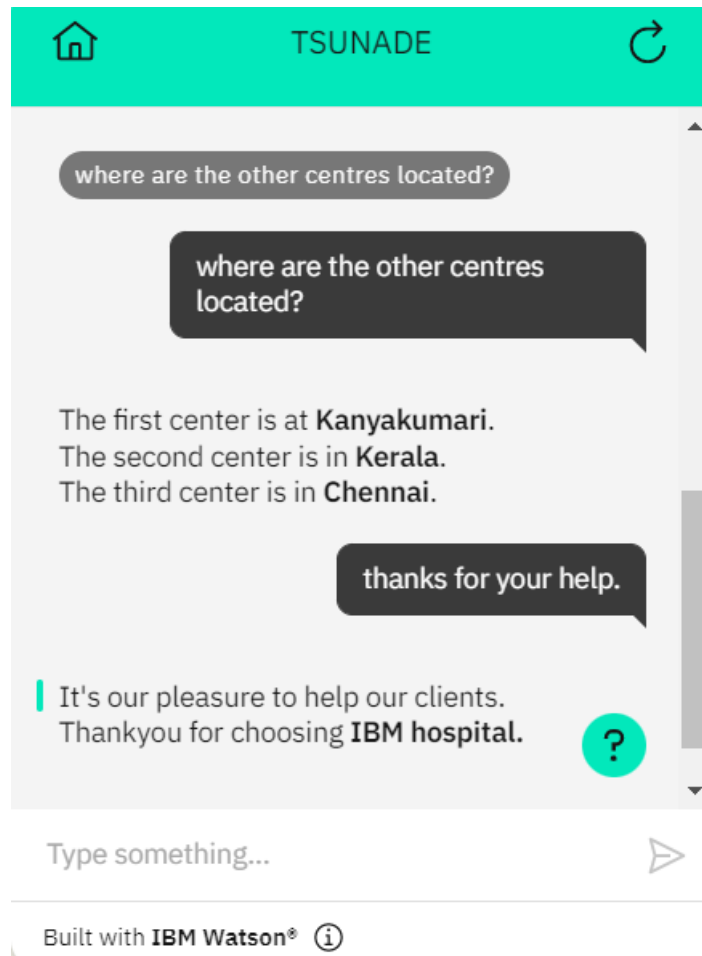 TSUNADE
where are the other centres located?
where are the other centres
located?
The first center is at Kanyakumari.
The second center is in Kerala.
The third center is in Chennai.
thanks for your help.
It's our pleasure to help our clients.
Thankyou for choosing IBM hospital.
?
Type something...
Built with IBM Watson®